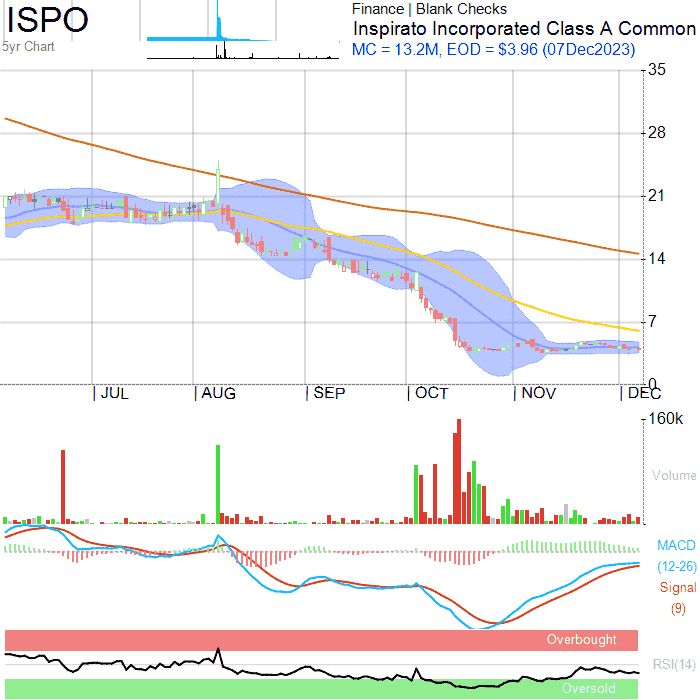 ISPO
5yr Chart
Finance | Blank Checks
Inspirato Incorporated Class A Common
MC = 13.2M, EOD = $3.96 (07Dec2023)
35
28
21
14
7
0
| JUL | AUG | SEP | OCT | NOV | DEC
160k
Volume
MACD
(12-26)
Signal
(9)
Overbought
RSI(14)
Oversold